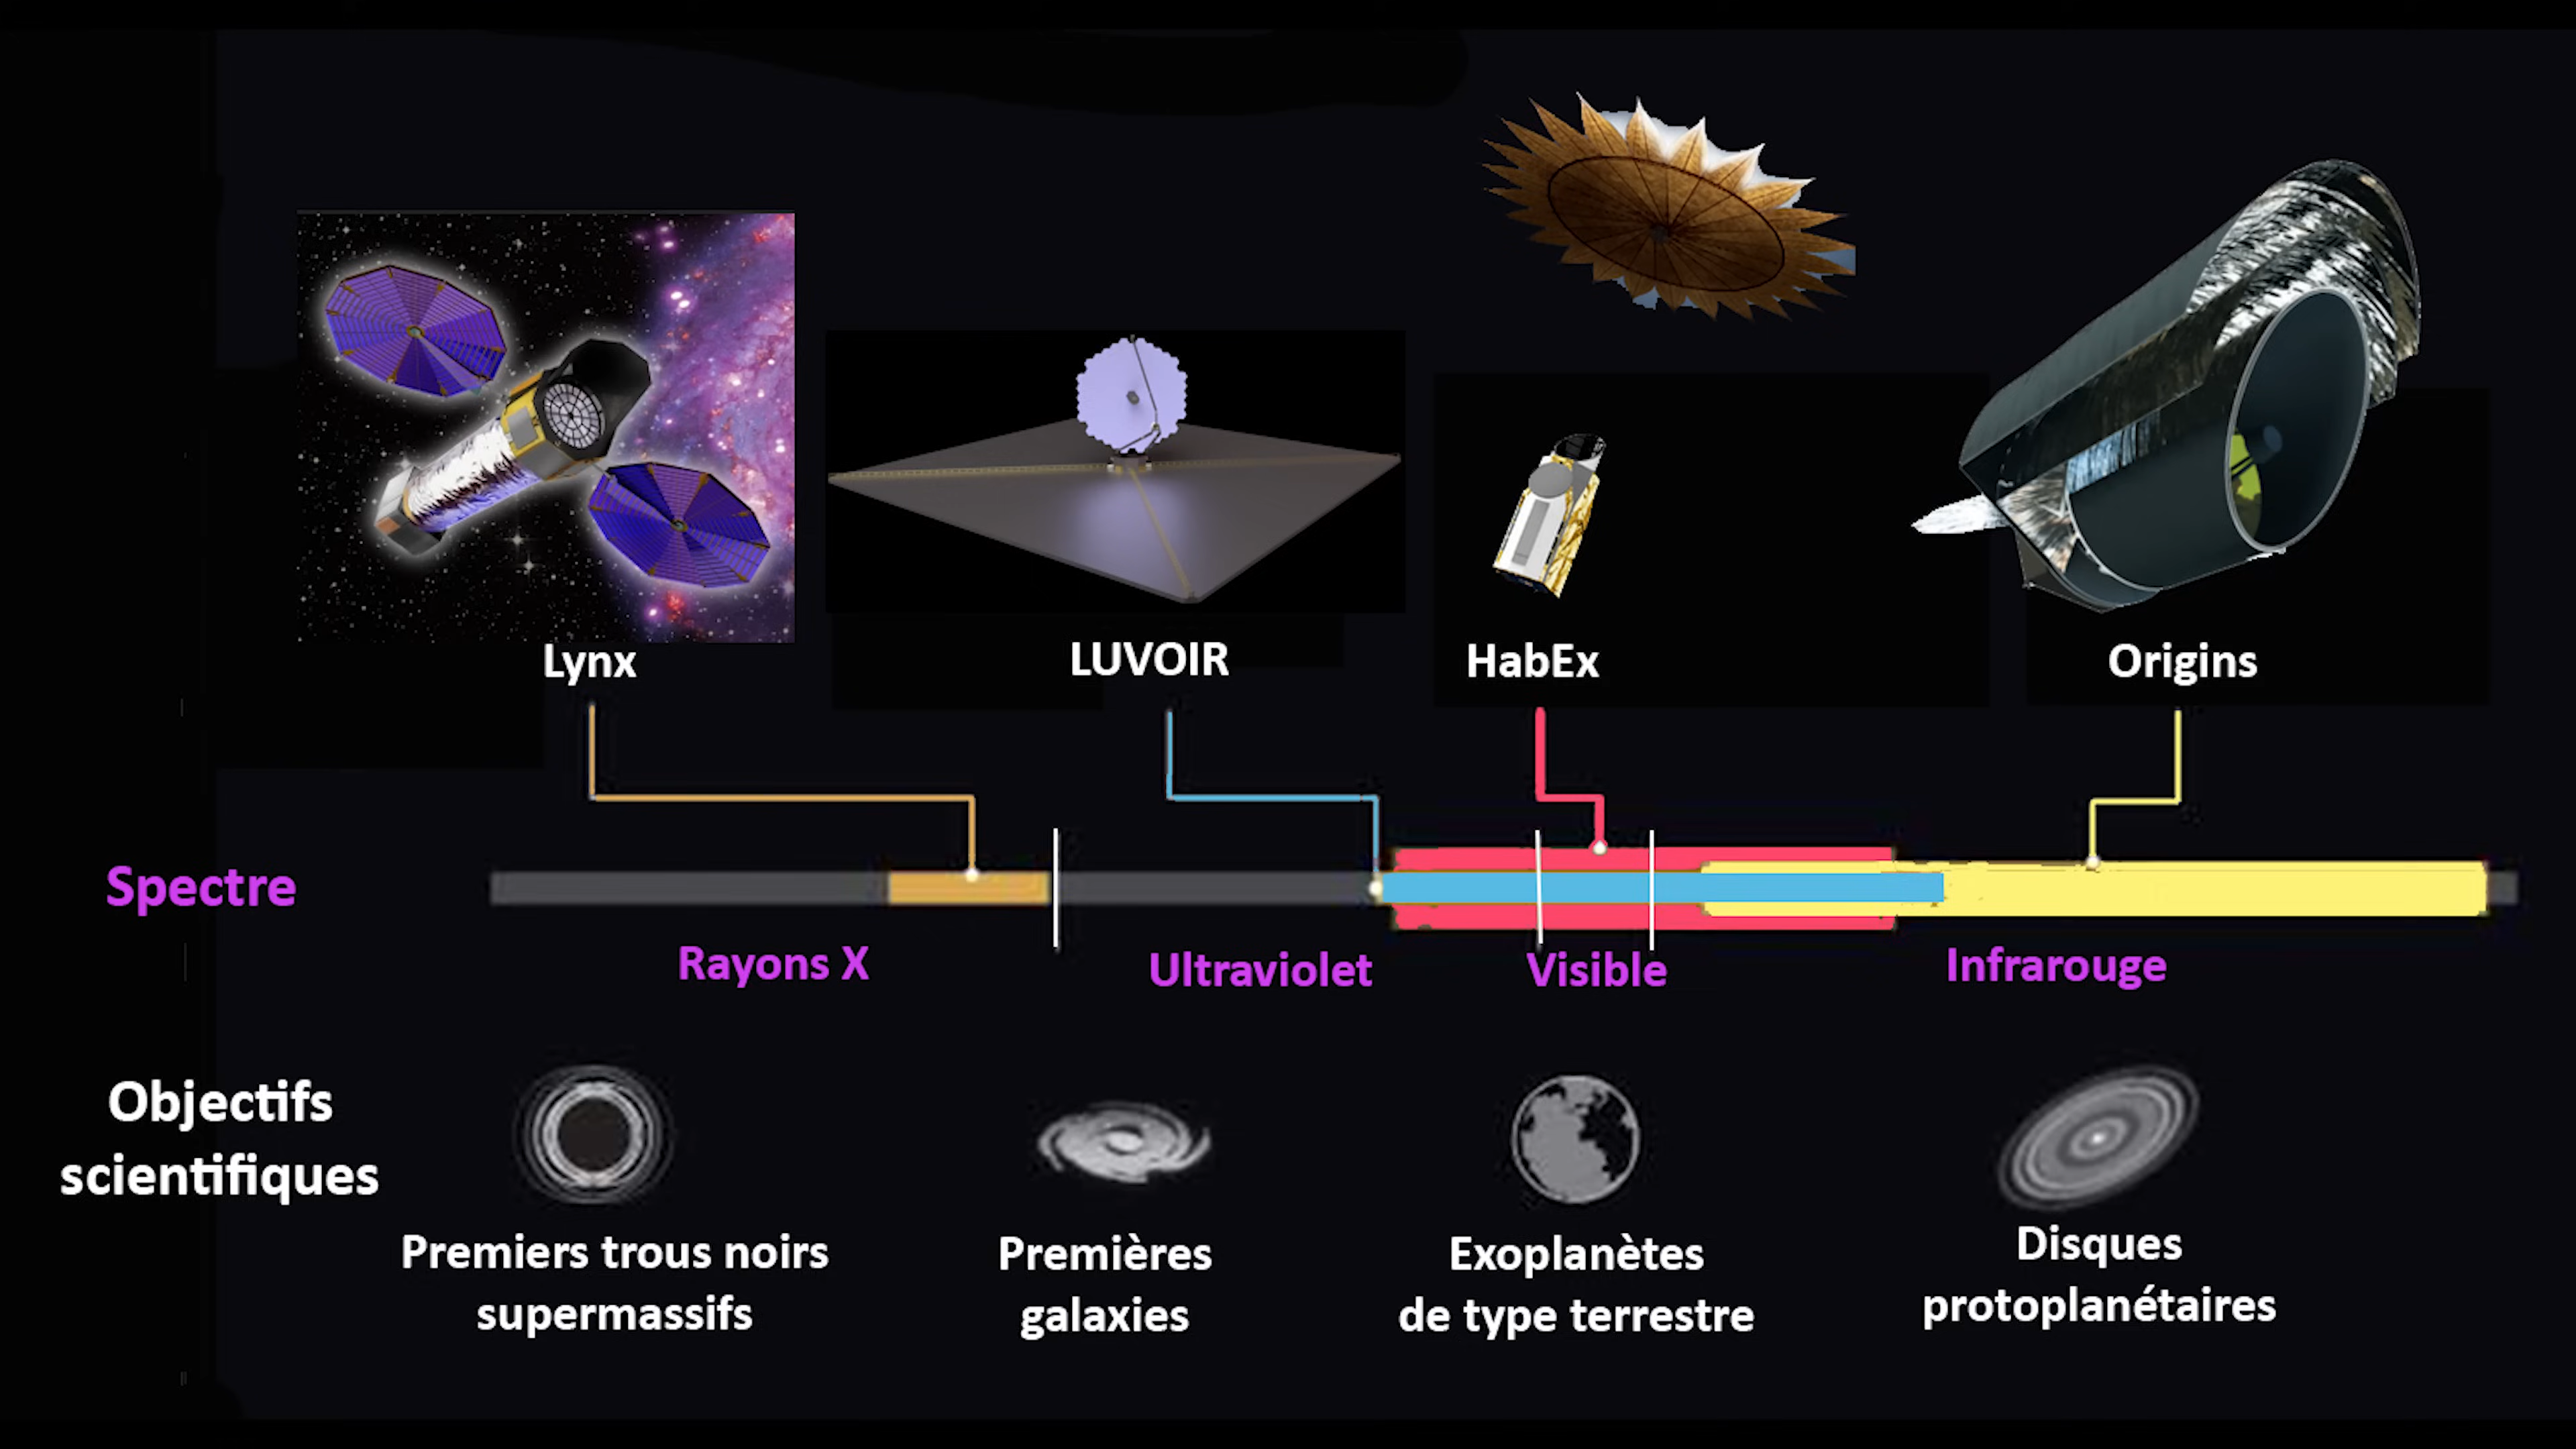 Lynx
LUVOIR
HabEx
Origins
Spectre
Rayons X
Ultraviolet
Visible
Infrarouge
Objectifs
scientifiques
Premiers trous noirs
supermassifs
Premières
galaxies
Exoplanètes
de type terrestre
Disques
protoplanétaires